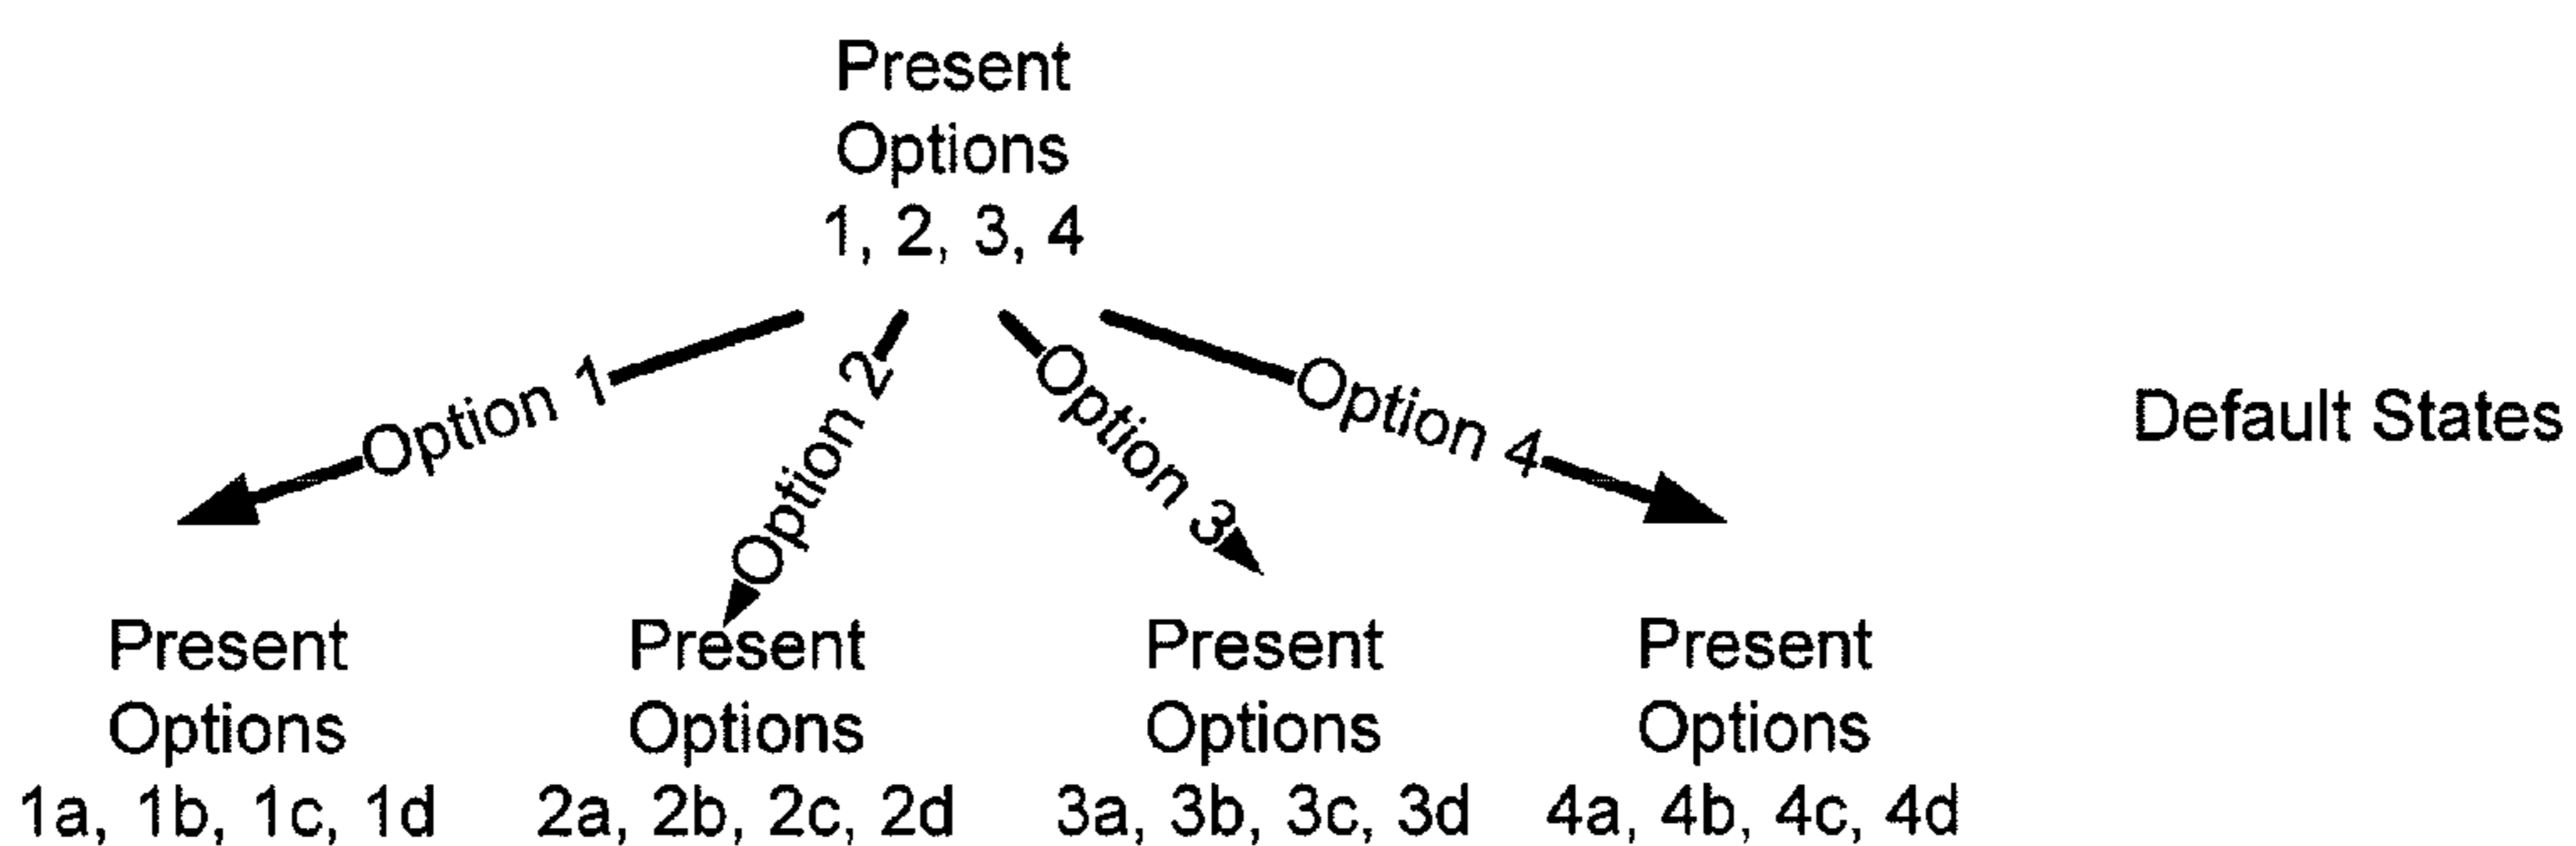 Present
Options
1, 2, 3, 4
Option 1
Option 2
Option 3
Option 4
Default States
Present
Options
1a, 1b, 1c, 1d
Present
Options
2a, 2b, 2c, 2d
Present
Options
3a, 3b, 3c, 3d
Present
Options
4a, 4b, 4c, 4d